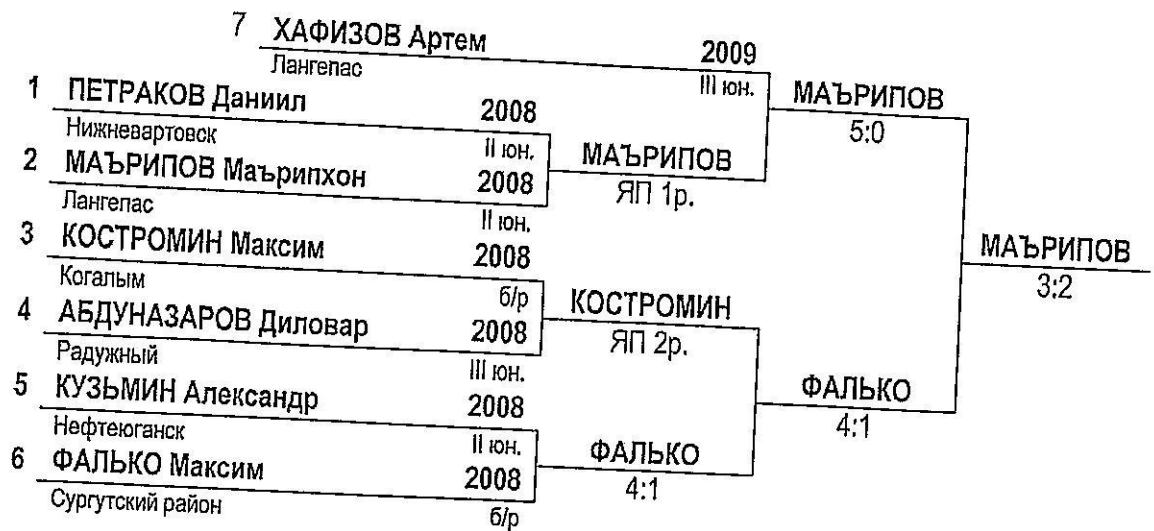 7 ХАФИЗОВ Артем 2009
Лангепас III юн.
МАЪРИПОВ
5:0
1 ПЕТРАКОВ Даниил 2008
Нижневартовск II юн.
МАЪРИПОВ
ЯП 1р.
2 МАЪРИПОВ Маърипхон 2008
Лангепас II юн.
МАЪРИПОВ
3:2
3 КОСТРОМИН Максим 2008
Когалым б/р
КОСТРОМИН
ЯП 2р.
4 АБДУНАЗАРОВ Диловар 2008
Радужный III юн.
ФАЛЬКО
4:1
5 КУЗЬМИН Александр 2008
Нефтеюганск II юн.
ФАЛЬКО
4:1
6 ФАЛЬКО Максим 2008
Сургутский район б/р